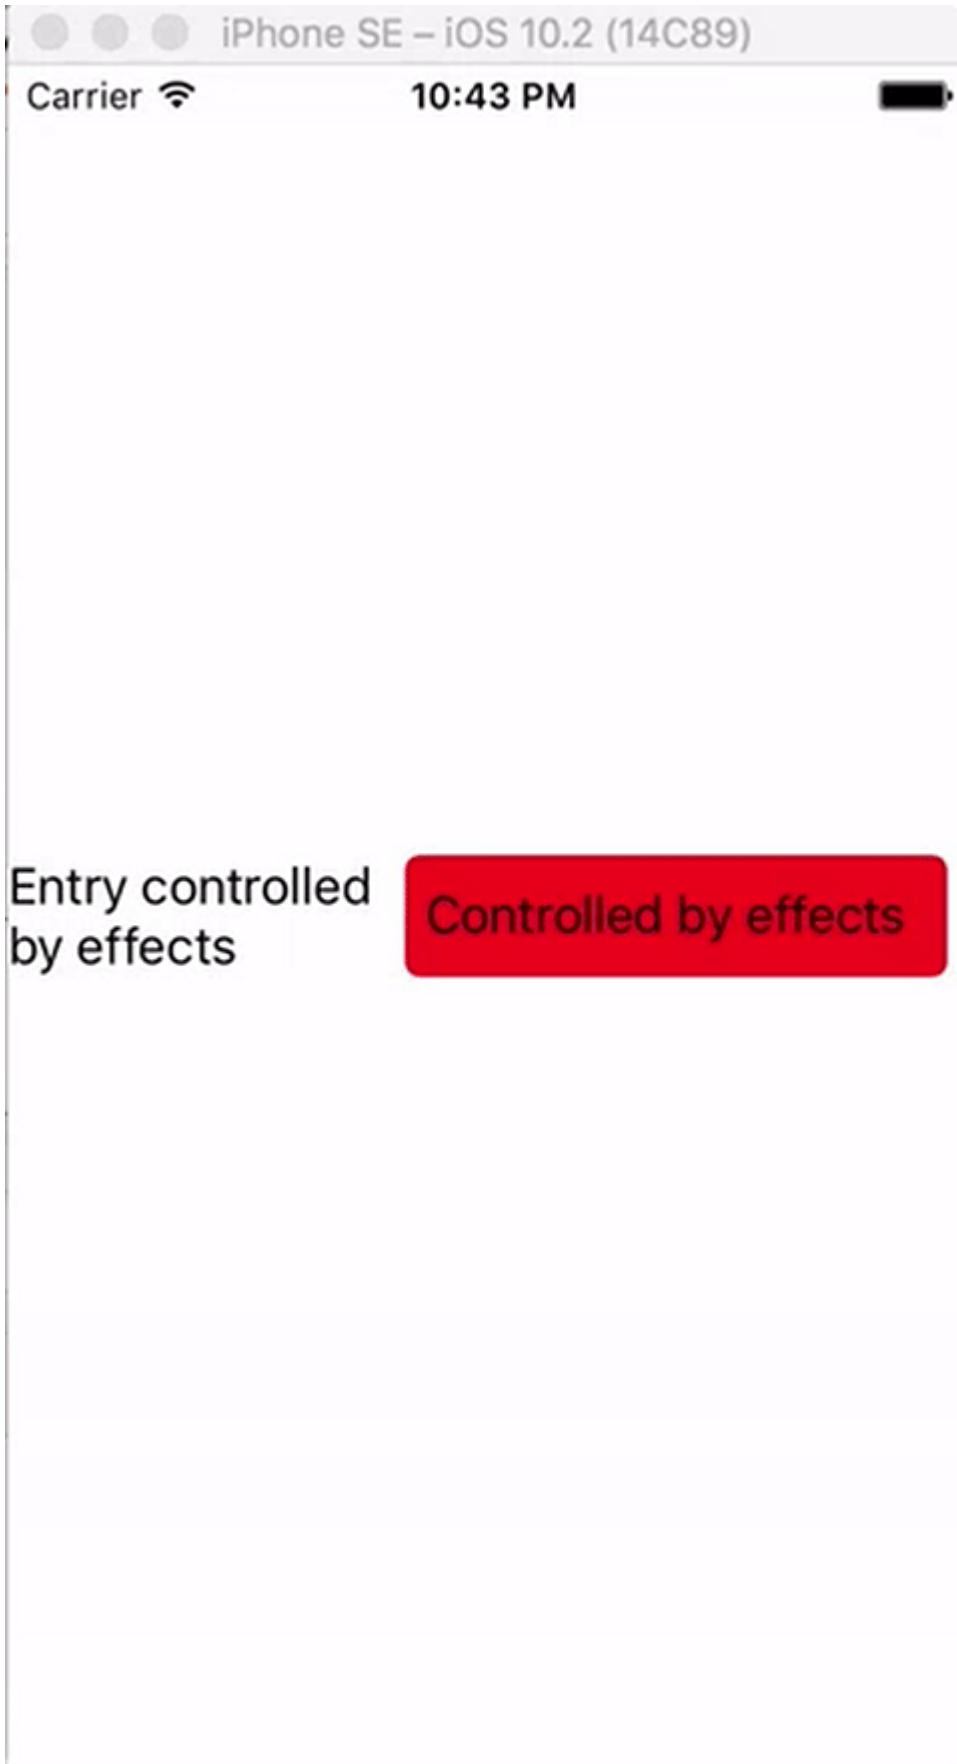 iPhone SE – iOS 10.2 (14C89)
Carrier 10:43 PM
Entry controlled
by effects
Controlled by effects